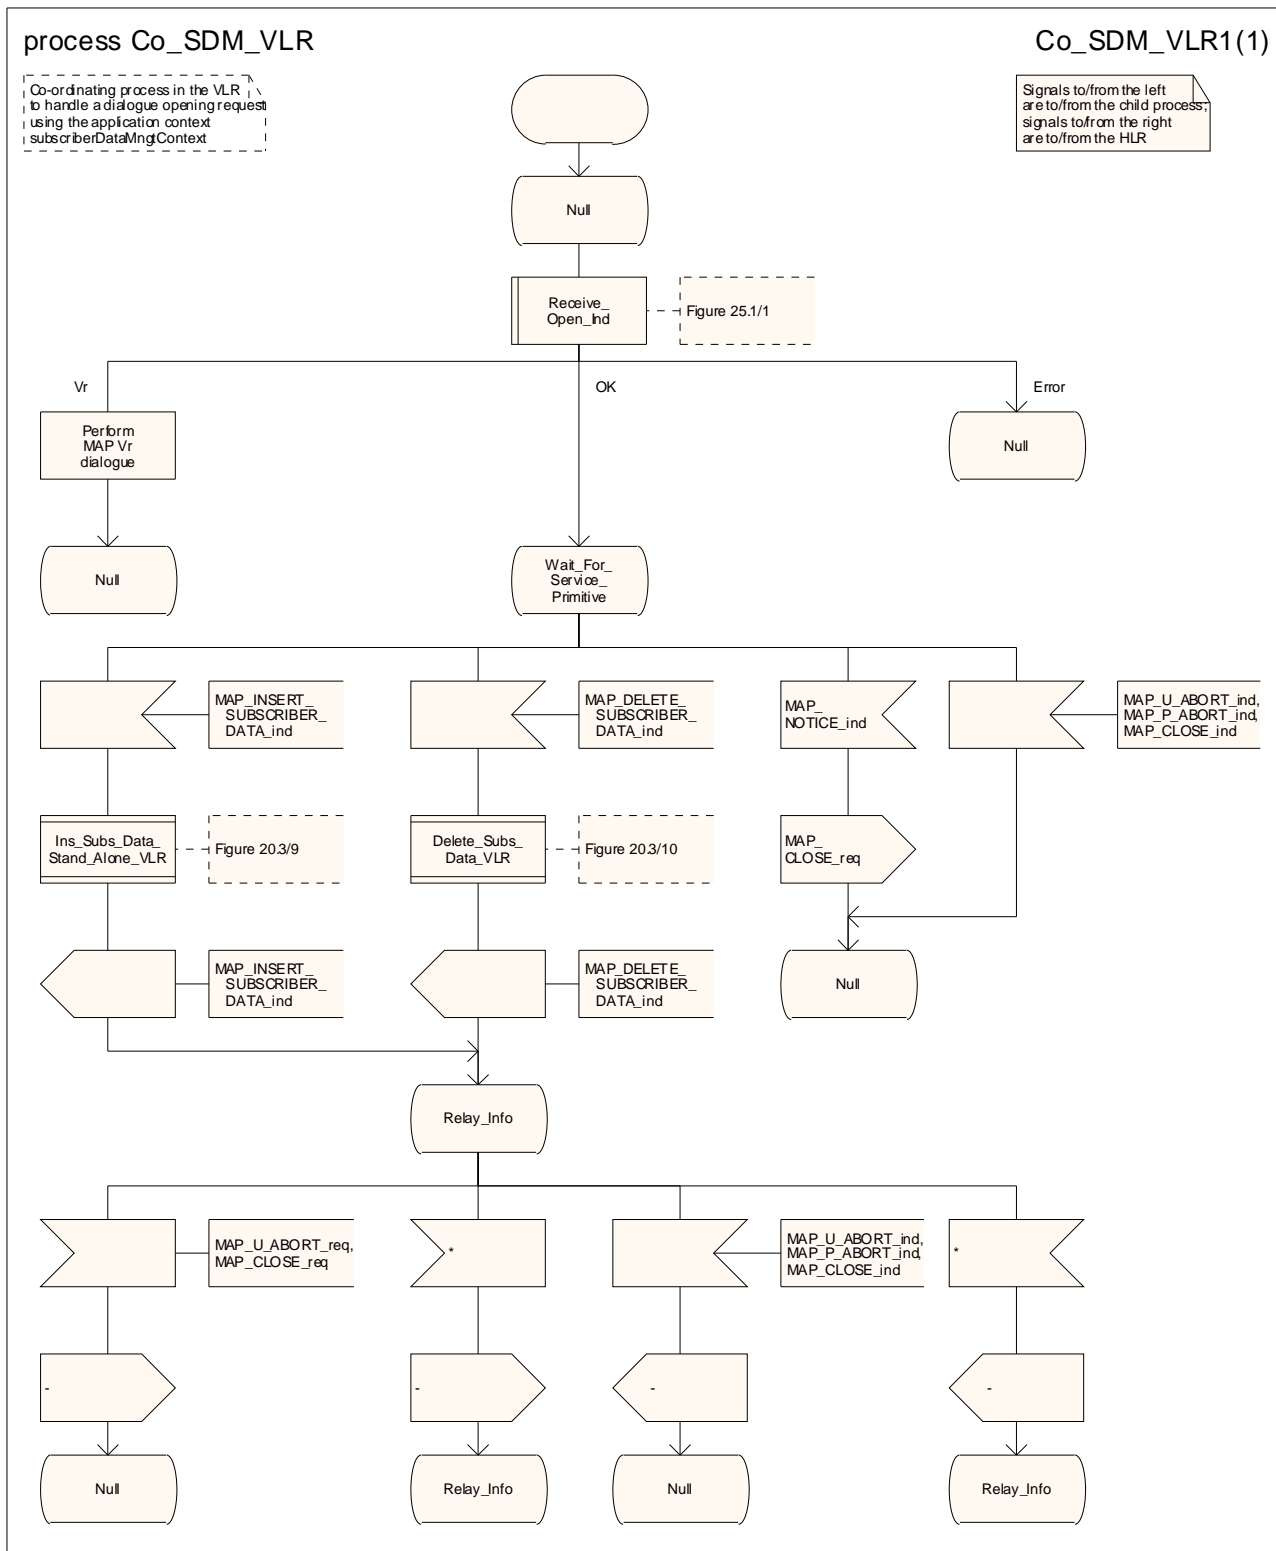 process Co_SDM_VLR
Co_SDM_VLR1(1)
Co-ordinating process in the VLR
to handle a dialogue opening request
using the application context
subscriberDataMngtContext
Signals to/from the left
are to/from the child process;
signals to/from the right
are to/from the HLR
Null
Receive_
Open_Ind
Figure 25.1/1
Vr
OK
Error
Perform
MAP Vr
dialogue
Null
Null
Wait_For_
Service_
Primitive
MAP_INSERT_
SUBSCRIBER_
DATA_ind
MAP_DELETE_
SUBSCRIBER_
DATA_ind
MAP_
NOTICE_ind
MAP_U_ABORT_ind,
MAP_P_ABORT_ind,
MAP_CLOSE_ind
Ins_Subs_Data_
Stand_Alone_VLR
Figure 20.3/9
Delete_Subs_
Data_VLR
Figure 20.3/10
MAP_
CLOSE_req
MAP_INSERT_
SUBSCRIBER_
DATA_ind
MAP_DELETE_
SUBSCRIBER_
DATA_ind
Null
Relay_Info
MAP_U_ABORT_req,
MAP_CLOSE_req
*
MAP_U_ABORT_ind,
MAP_P_ABORT_ind,
MAP_CLOSE_ind
*
-
-
-
-
Null
Relay_Info
Null
Relay_Info